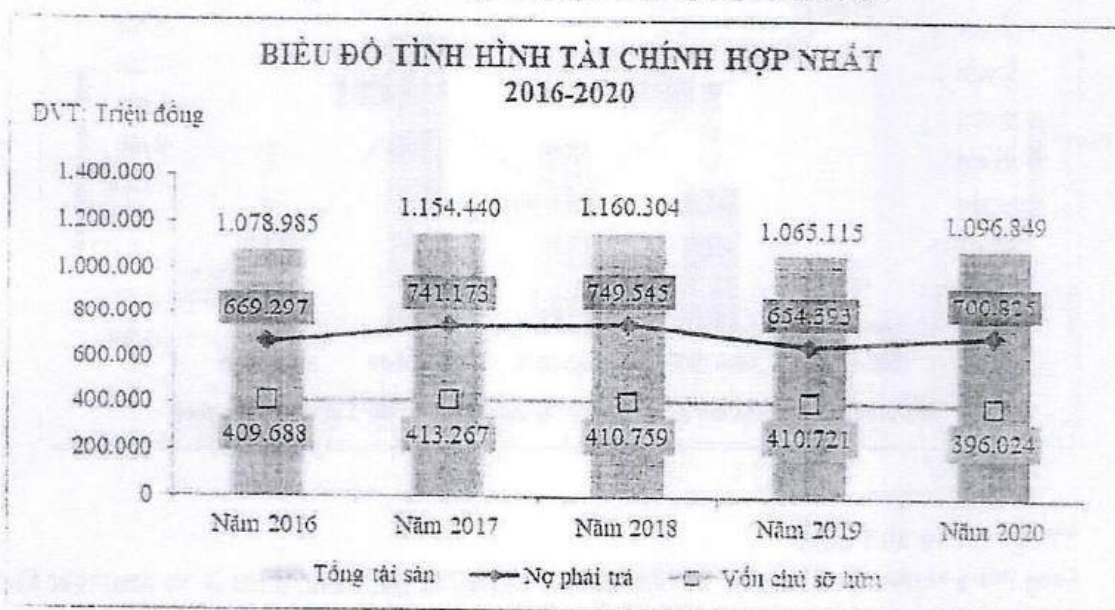 BIỂU ĐỒ TÌNH HÌNH TÀI CHÍNH HỢP NHẤT
2016-2020
ĐVT: Triệu đồng
1.400.000
1.200.000
1.000.000
800.000
600.000
400.000
200.000
0
1.078.985 1.154.440 1.160.304 1.065.115 1.096.849
669.297 741.173 749.545 654.393 700.825
409.688 413.267 410.759 410.721 396.024
Năm 2016 Năm 2017 Năm 2018 Năm 2019 Năm 2020
Tổng tài sản Nợ phải trả Vốn chủ sở hữu